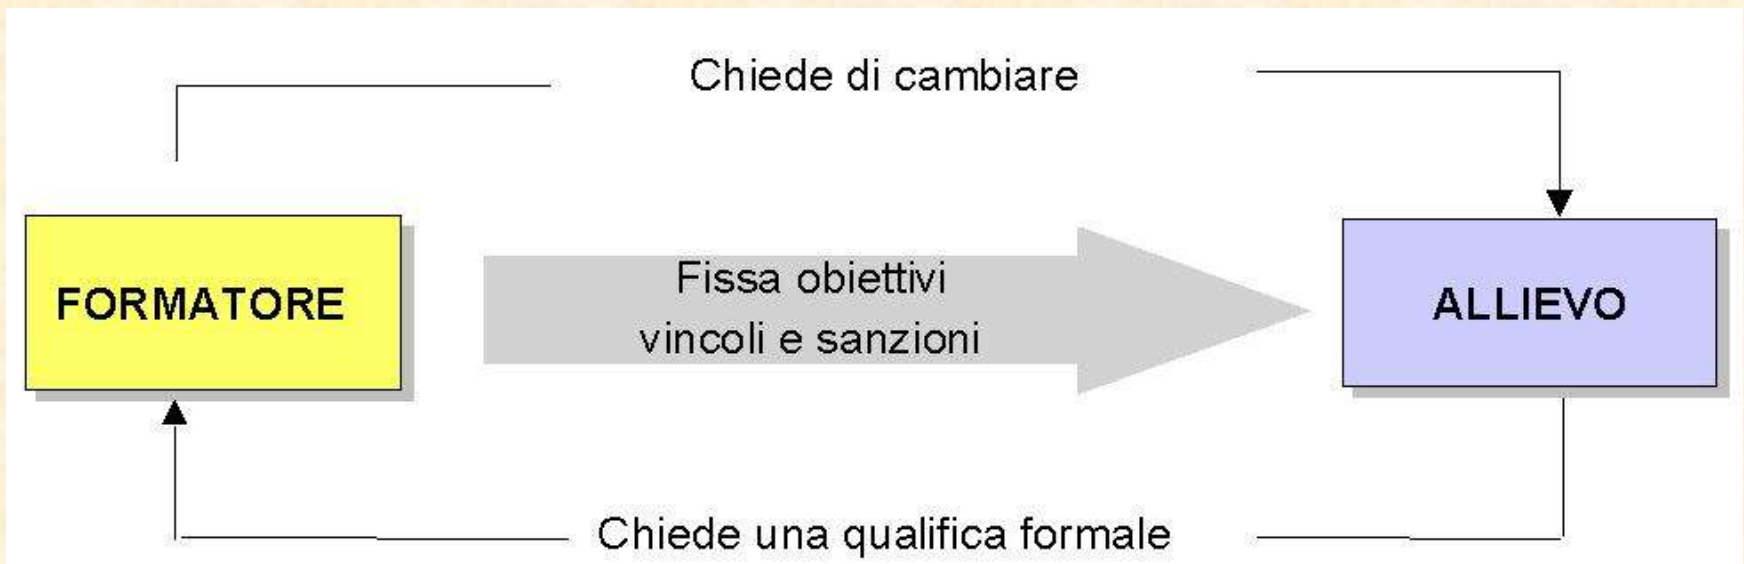 Chiede di cambiare
FORMATORE
Fissa obiettivi
vincoli e sanzioni
ALLIEVO
Chiede una qualifica formale